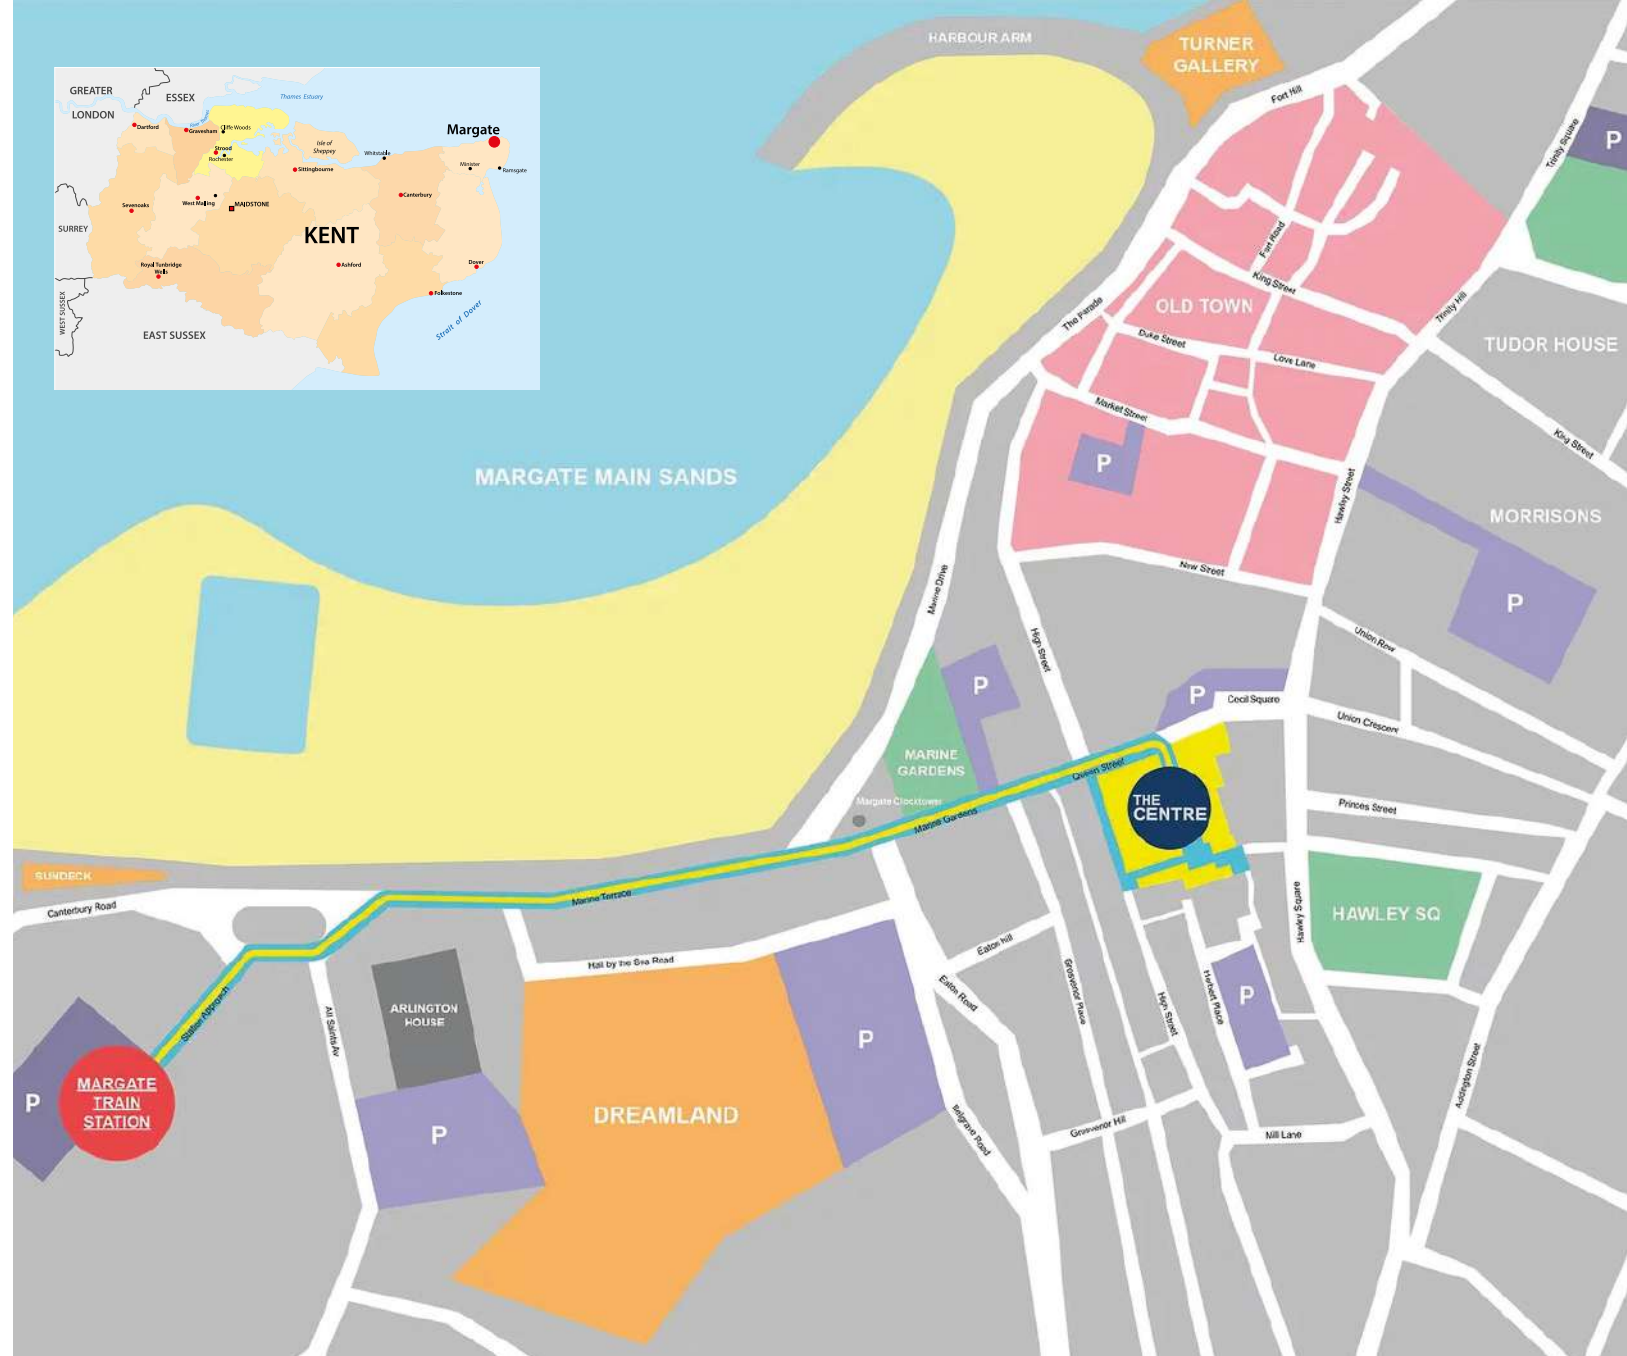 HARBOUR ARM
TURNER
GALLERY
Fort Hill
Trinity Square
P
GREATER
LONDON
ESSEX
Thames Estuary
Dartford
Gravesham
Cliffe Woods
Strood
Rochester
Isle of
Sheppey
Sittingbourne
Whitstable
Margate
Minister
Ramsgate
Canterbury
Sevenoaks
West Malling
MAIDSTONE
SURREY
KENT
Royal Tunbridge
Wells
Ashford
Dover
Folkestone
Strait of Dover
WEST SUSSEX
EAST SUSSEX
Fort Road
King Street
OLD TOWN
The Parade
Duke Street
Love Lane
Trinity Hill
TUDOR HOUSE
Market Street
King Street
P
MARGATE MAIN SANDS
Hawley Street
MORRISONS
New Street
P
Marine Drive
High Street
Union Row
P
P
Cecil Square
Union Crescent
MARINE
GARDENS
Queen Street
Margate Clocktower
Marine Gardens
THE
CENTRE
Princes Street
SUNDECK
Canterbury Road
Marine Terrace
Hawley Square
HAWLEY SQ
Hall by the Sea Road
Eaton hill
Eaton Road
Grosvenor Place
High Street
Herbert Place
P
Station Approach
All Saints Av
ARLINGTON
HOUSE
P
P
MARGATE
TRAIN
STATION
P
DREAMLAND
Belgrave Road
Grosvenor Hill
Mill Lane
Addington Street